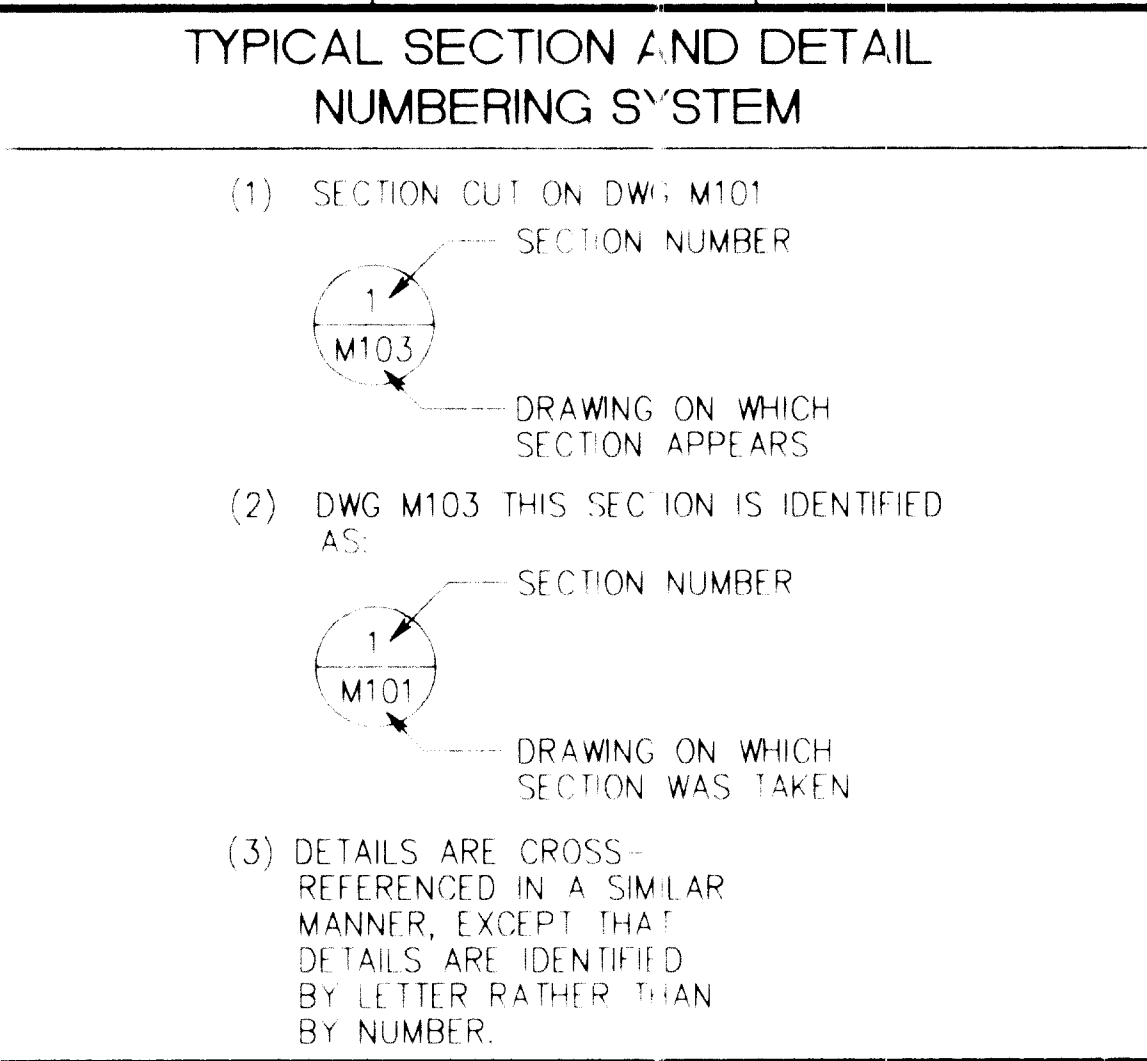 TYPICAL SECTION AND DETAIL
NUMBERING SYSTEM
(1) SECTION CUT ON DWG M101
SECTION NUMBER
1
M103
DRAWING ON WHICH
SECTION APPEARS
(2) DWG M103 THIS SECTION IS IDENTIFIED
AS:
SECTION NUMBER
1
M101
DRAWING ON WHICH
SECTION WAS TAKEN
(3) DETAILS ARE CROSS-
REFERENCED IN A SIMILAR
MANNER, EXCEPT THAT
DETAILS ARE IDENTIFIED
BY LETTER RATHER THAN
BY NUMBER.